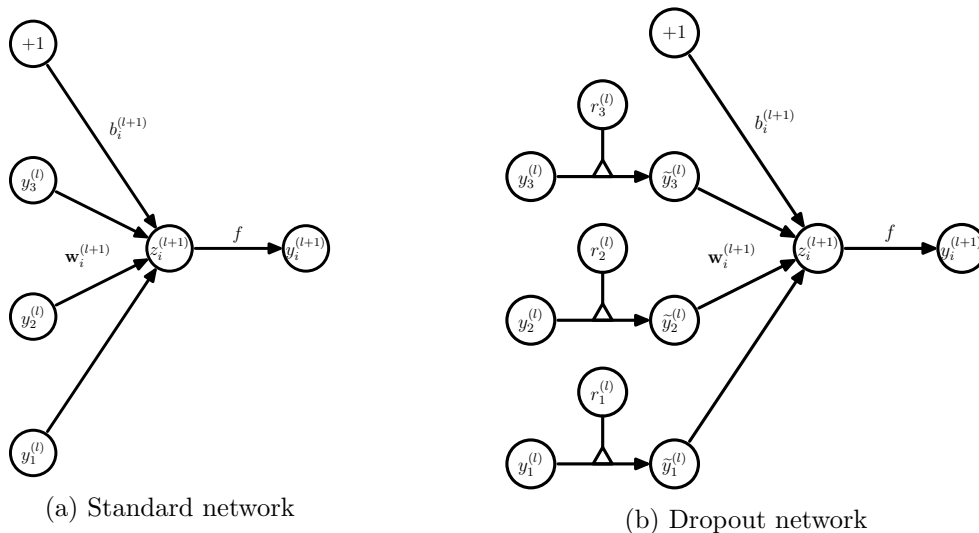 +1
b_i^{(l+1)}
y_3^{(l)}
w_i^{(l+1)}
z_i^{(l+1)}
f
y_i^{(l+1)}
y_2^{(l)}
y_1^{(l)}
(a) Standard network
+1
b_i^{(l+1)}
r_3^{(l)}
y_3^{(l)}
ỹ_3^{(l)}
r_2^{(l)}
w_i^{(l+1)}
z_i^{(l+1)}
f
y_i^{(l+1)}
y_2^{(l)}
ỹ_2^{(l)}
r_1^{(l)}
y_1^{(l)}
ỹ_1^{(l)}
(b) Dropout network